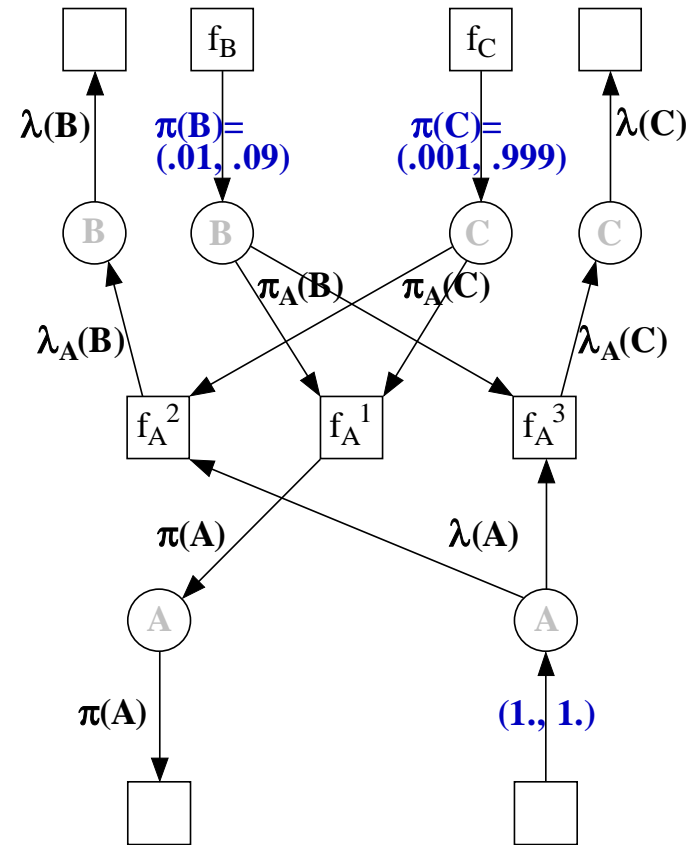 f_B
f_C
λ(B)
π(B)=
(.01, .09)
π(C)=
(.001, .999)
λ(C)
B
B
C
C
π_A(B)
π_A(C)
λ_A(B)
λ_A(C)
f_A^2
f_A^1
f_A^3
π(A)
λ(A)
A
A
π(A)
(1., 1.)